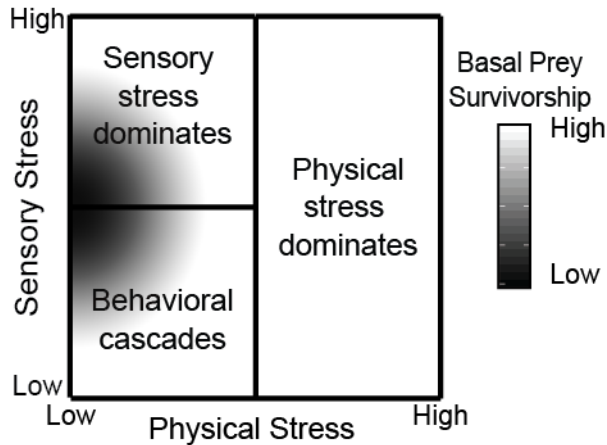 High
Sensory
stress
dominates
Sensory Stress
Behavioral
cascades
Low
Physical
stress
dominates
Low
Physical Stress
High
Basal Prey
Survivorship
High
Low